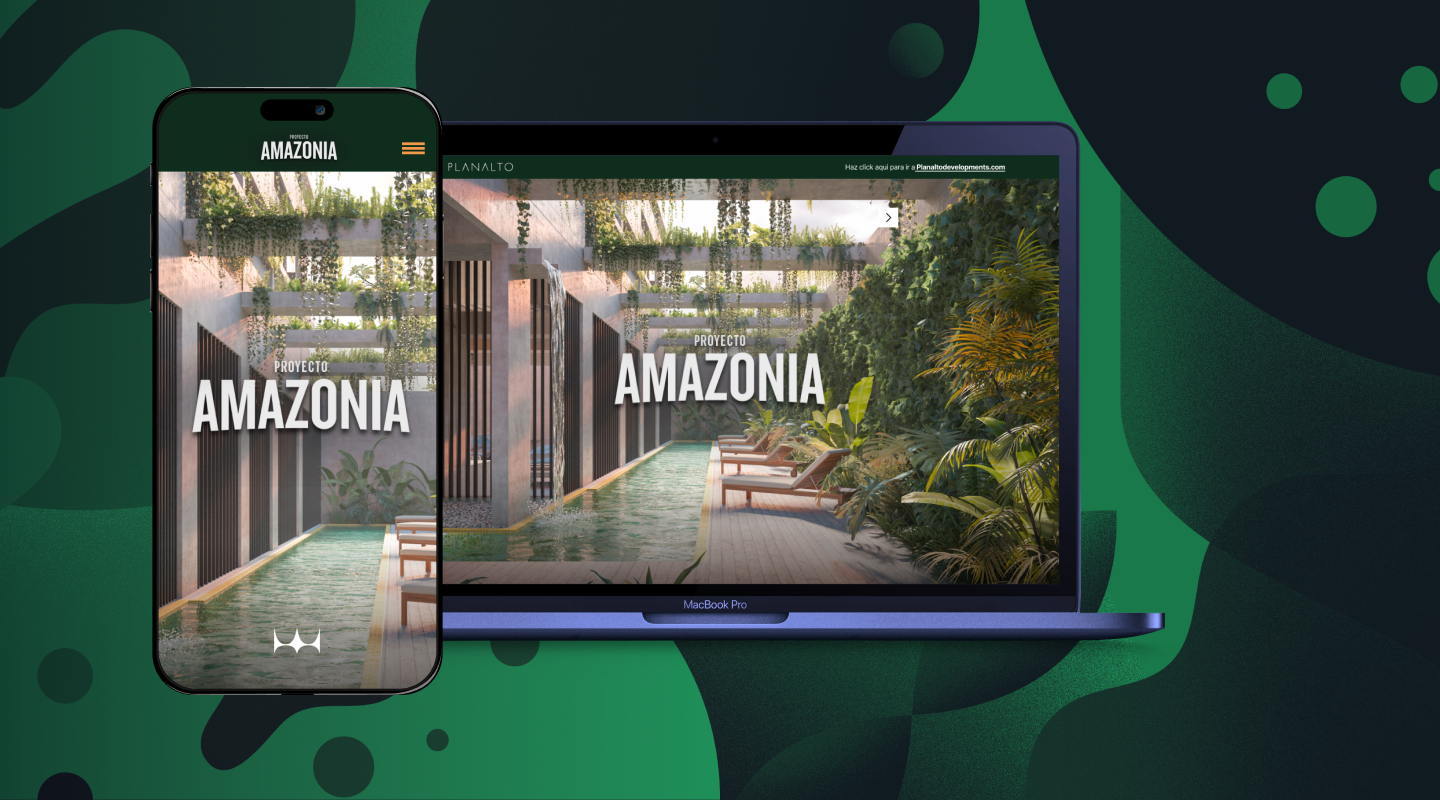 PROYECTO
AMAZONIA
PROYECTO
AMAZONIA
PLANALTO
Haz click aquí para ir a Planaltodevelopments.com
PROYECTO
AMAZONIA
MacBook Pro